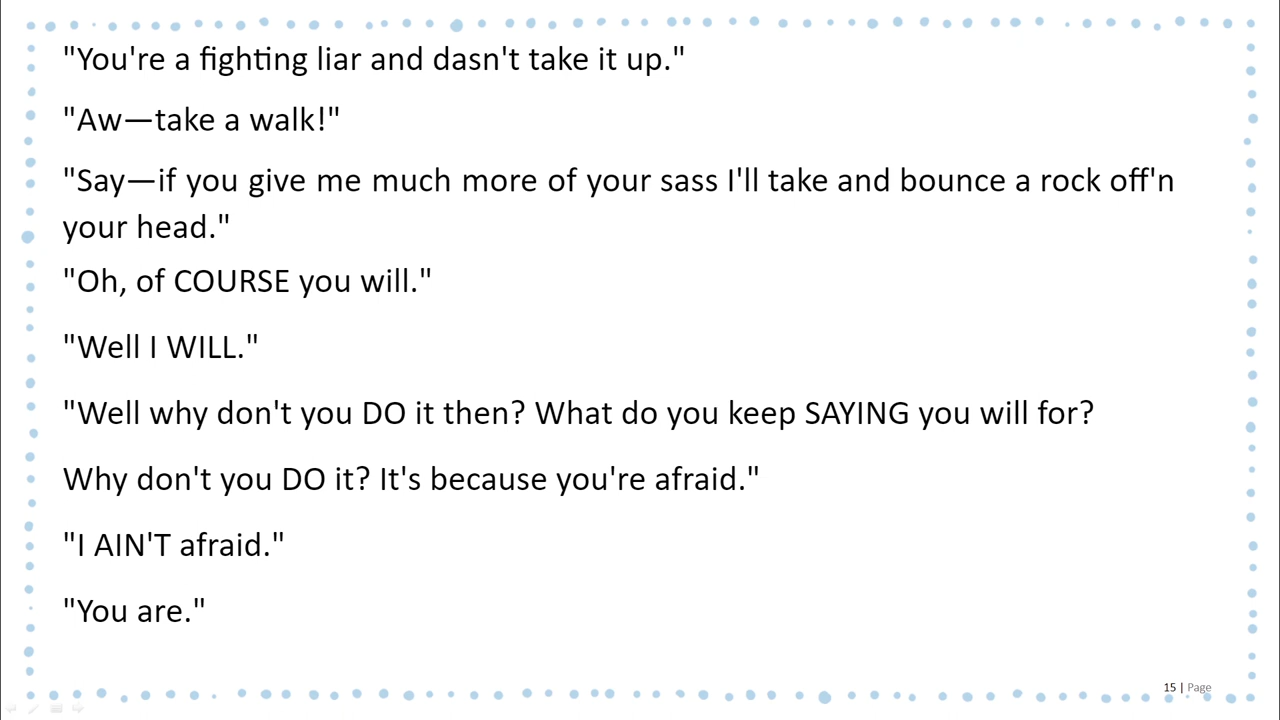 "You're a fighting liar and dasn't take it up."
"Aw—take a walk!"
"Say—if you give me much more of your sass I'll take and bounce a rock off'n
your head."
"Oh, of COURSE you will."
"Well I WILL."
"Well why don't you DO it then? What do you keep SAYING you will for?
Why don't you DO it? It's because you're afraid."
"I AIN'T afraid."
"You are."
15 | Page